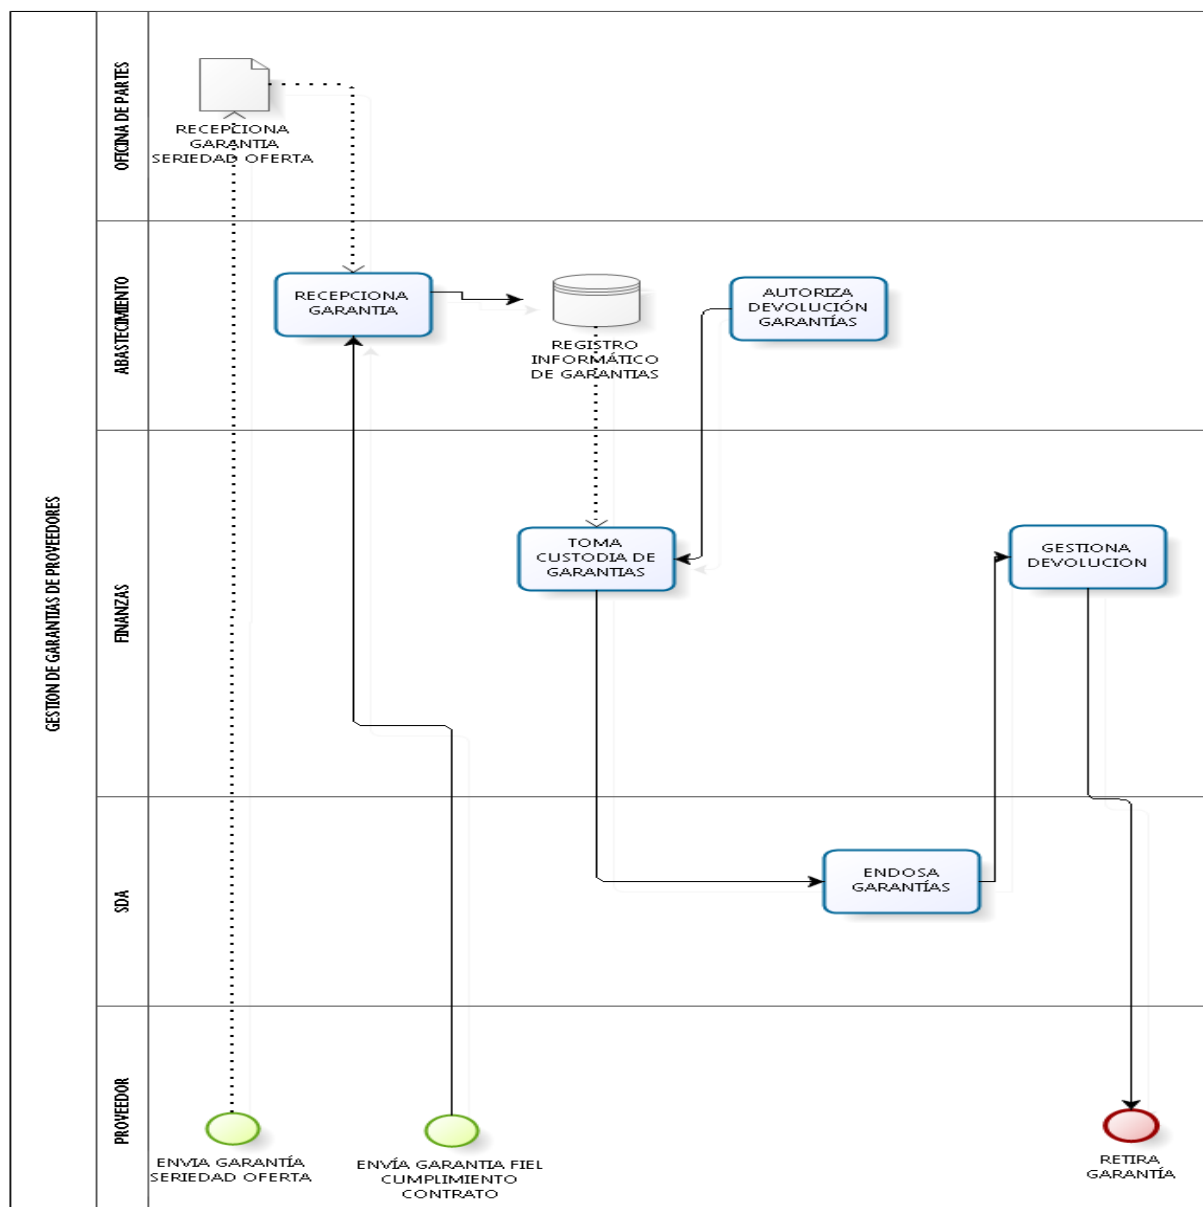 GESTION DE GARANTIAS DE PROVEEDORES
OFICINA DE PARTES
RECEPCIONA
GARANTIA
SERIEDAD OFERTA
ABASTECIMIENTO
RECEPCIONA
GARANTIA
REGISTRO
INFORMÁTICO
DE GARANTIAS
AUTORIZA
DEVOLUCIÓN
GARANTÍAS
FINANZAS
TOMA
CUSTODIA DE
GARANTIAS
GESTIONA
DEVOLUCION
SDA
ENDOSA
GARANTÍAS
PROVEEDOR
ENVIA GARANTÍA
SERIEDAD OFERTA
ENVÍA GARANTIA FIEL
CUMPLIMIENTO
CONTRATO
RETIRA
GARANTÍA